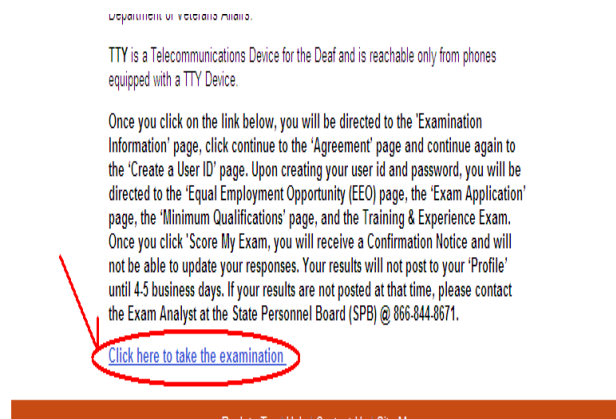 Department of Veterans Affairs.
TTY is a Telecommunications Device for the Deaf and is reachable only from phones
equipped with a TTY Device.
Once you click on the link below, you will be directed to the 'Examination
Information' page, click continue to the 'Agreement' page and continue again to
the 'Create a User ID' page. Upon creating your user id and password, you will be
directed to the 'Equal Employment Opportunity (EEO) page, the 'Exam Application'
page, the 'Minimum Qualifications' page, and the Training & Experience Exam.
Once you click 'Score My Exam, you will receive a Confirmation Notice and will
not be able to update your responses. Your results will not post to your 'Profile'
until 4-5 business days. If your results are not posted at that time, please contact
the Exam Analyst at the State Personnel Board (SPB) @ 866-844-8671.
Click here to take the examination